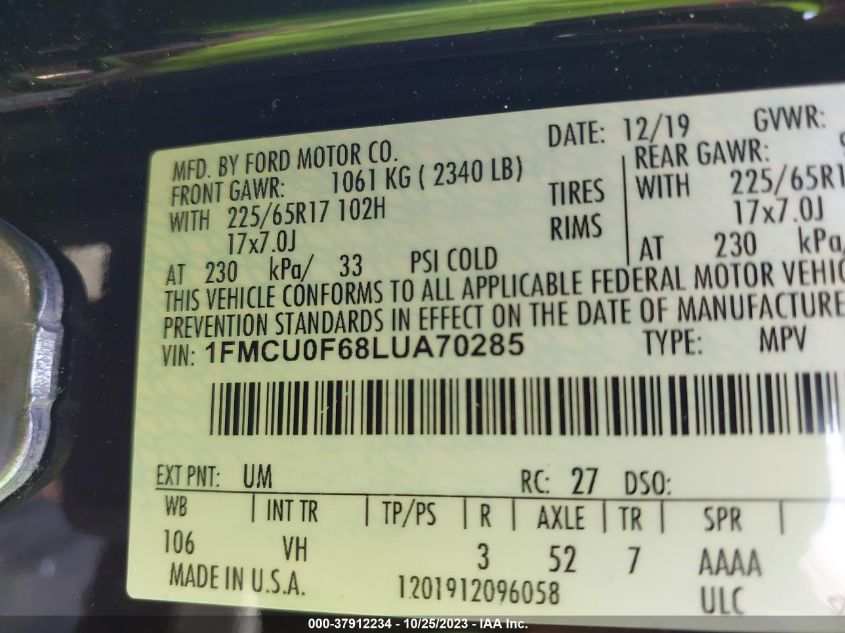 DATE: 12/19 GVWR:
MFD. BY FORD MOTOR CO.
FRONT GAWR: 1061 KG ( 2340 LB) REAR GAWR:
WITH 225/65R17 102H TIRES WITH 225/65R1
17x7.0J RIMS 17x7.0J
AT 230 kPa/ 33 PSI COLD AT 230 kPa/
THIS VEHICLE CONFORMS TO ALL APPLICABLE FEDERAL MOTOR VEHIC
PREVENTION STANDARDS IN EFFECT ON THE DATE OF MANUFACTURE
VIN: 1FMCU0F68LUA70285 TYPE: MPV
EXT PNT: UM RC: 27 DSO:
WB INT TR TP/PS R AXLE TR SPR
106 VH 3 52 7 AAAA
MADE IN U.S.A. 1201912096058 ULC
000-37912234 - 10/25/2023 - IAA Inc.